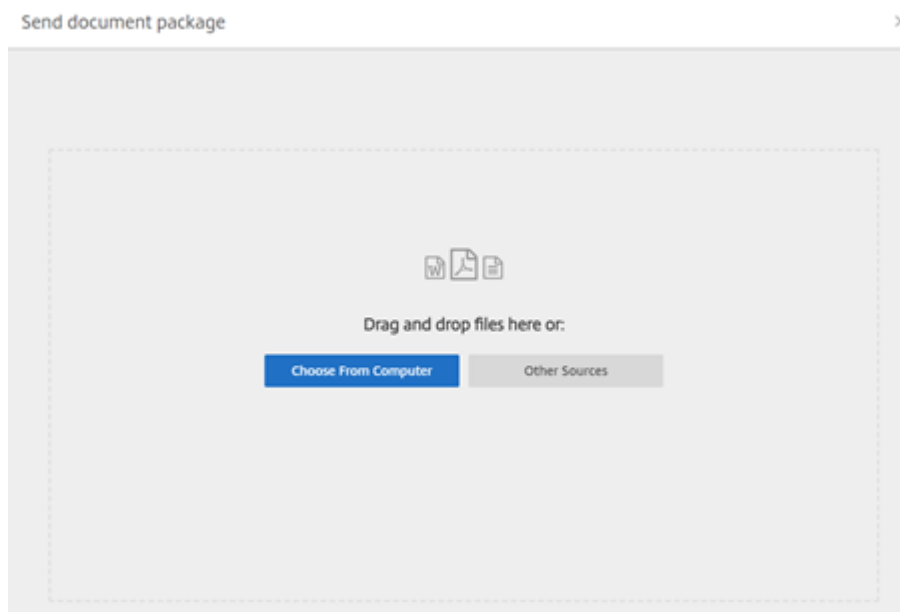 Send document package
Drag and drop files here or:
Choose From Computer
Other Sources